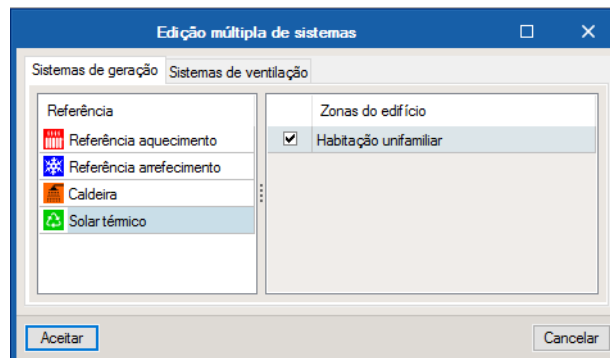 Edição múltipla de sistemas
Sistemas de geração
Sistemas de ventilação
Referência
Referência aquecimento
Referência arrefecimento
Caldeira
Solar térmico
Zonas do edifício
Habitação unifamiliar
Aceitar
Cancelar